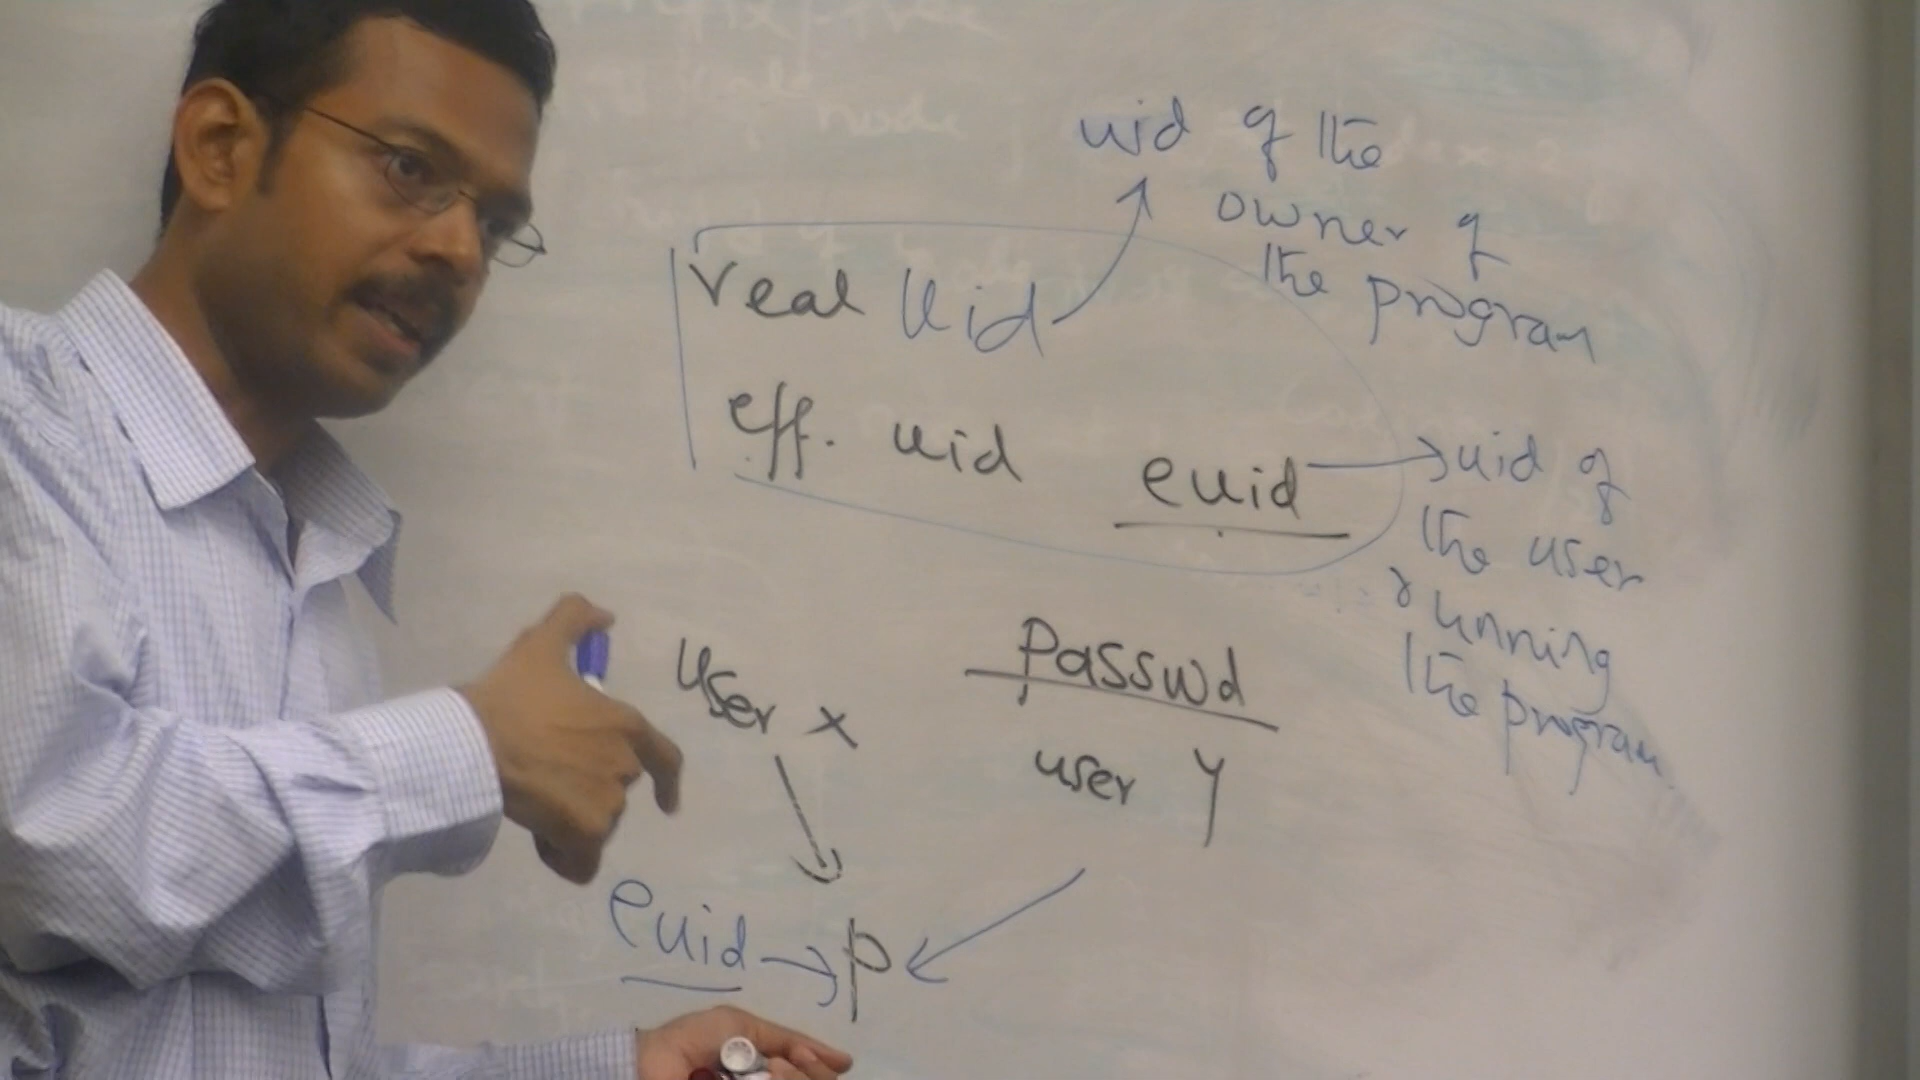 uid of the
owner of
the program
real Uid
eff. uid euid
uid of
the user
running
the program
user x
passwd
user Y
euid p